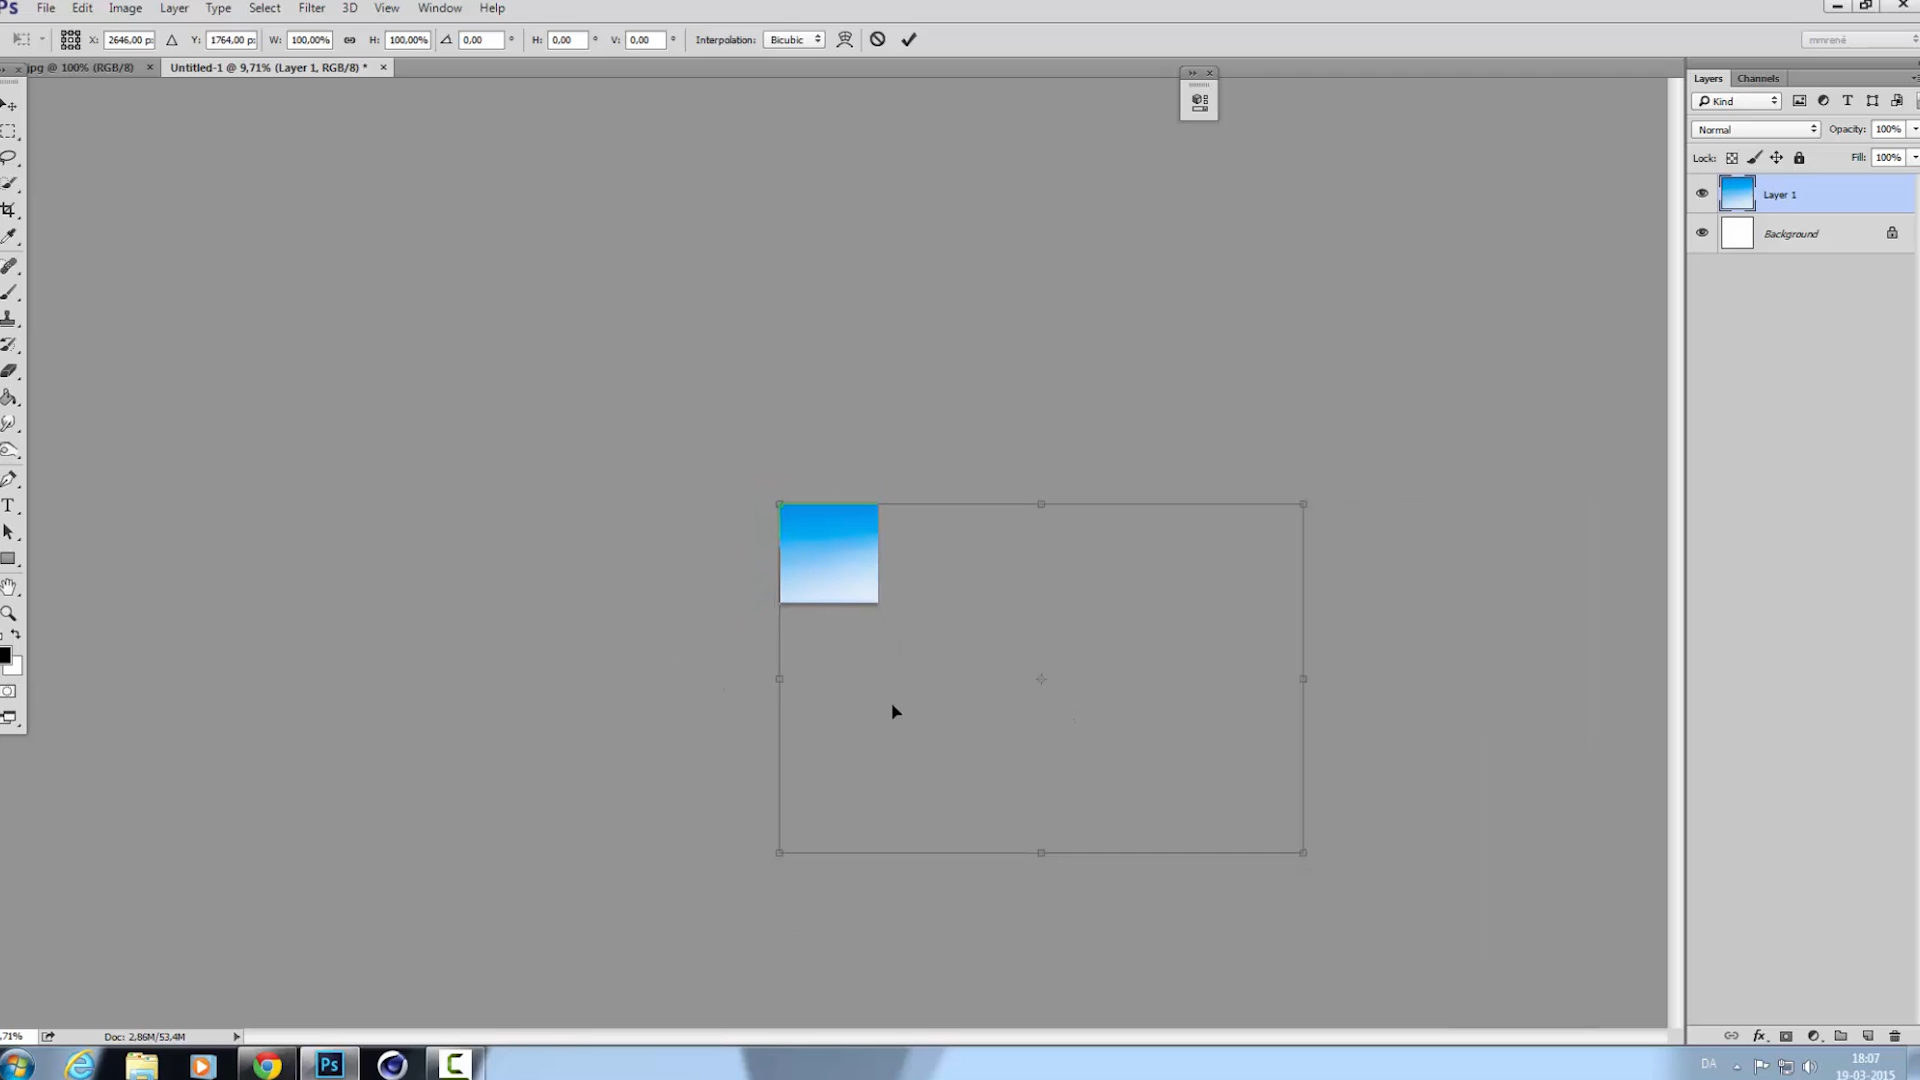 Ps File Edit Image Layer Type Select Filter 3D View Window Help
X: 2646,00 p: Y: 1764,00 p: W: 100,00% H: 100,00% 0,00 ° H: 0,00 ° V: 0,00 ° Interpolation: Bicubic mmrené
jpg @ 100% (RGB/8) × Untitled-1 @ 9,71% (Layer 1, RGB/8) * ×
Layers Channels
Kind
Normal Opacity: 100%
Lock: Fill: 100%
Layer 1
Background
,71% Doc: 2,86M/53,4M
Ps DA 18:07
19-03-2015